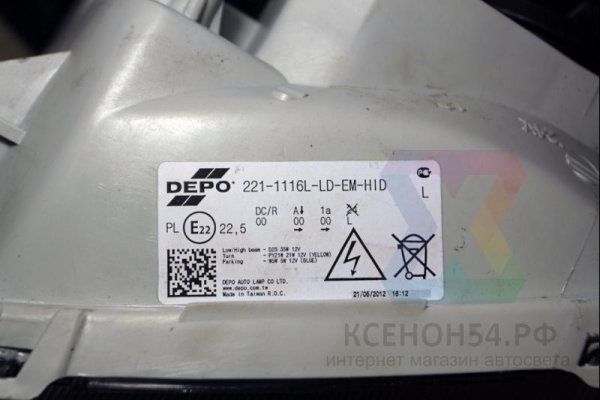 DEPO® 221-1116L-LD-EM-HID
L
PL E22 22,5
DC/R A 1a 24
00 00 00 L
Low/High beam - D2S 35W 12V
Turn - PY21W 21W 12V (YELLOW)
Parking - W5W 5W 12V (BLUE)
DEPO AUTO LAMP CO LTD.
www.depo.com.tw
Made in Taiwan R.O.C.
21/06/2012 16:12
КСЕНОН54.РФ
интернет магазин автосвета